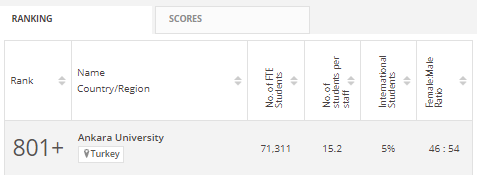 RANKING
SCORES
Rank
Name
Country/Region
No. of FTE
Students
No. of
students per
staff
International
Students
Female:Male
Ratio
801+
Ankara University
Turkey
71,311
15.2
5%
46 : 54